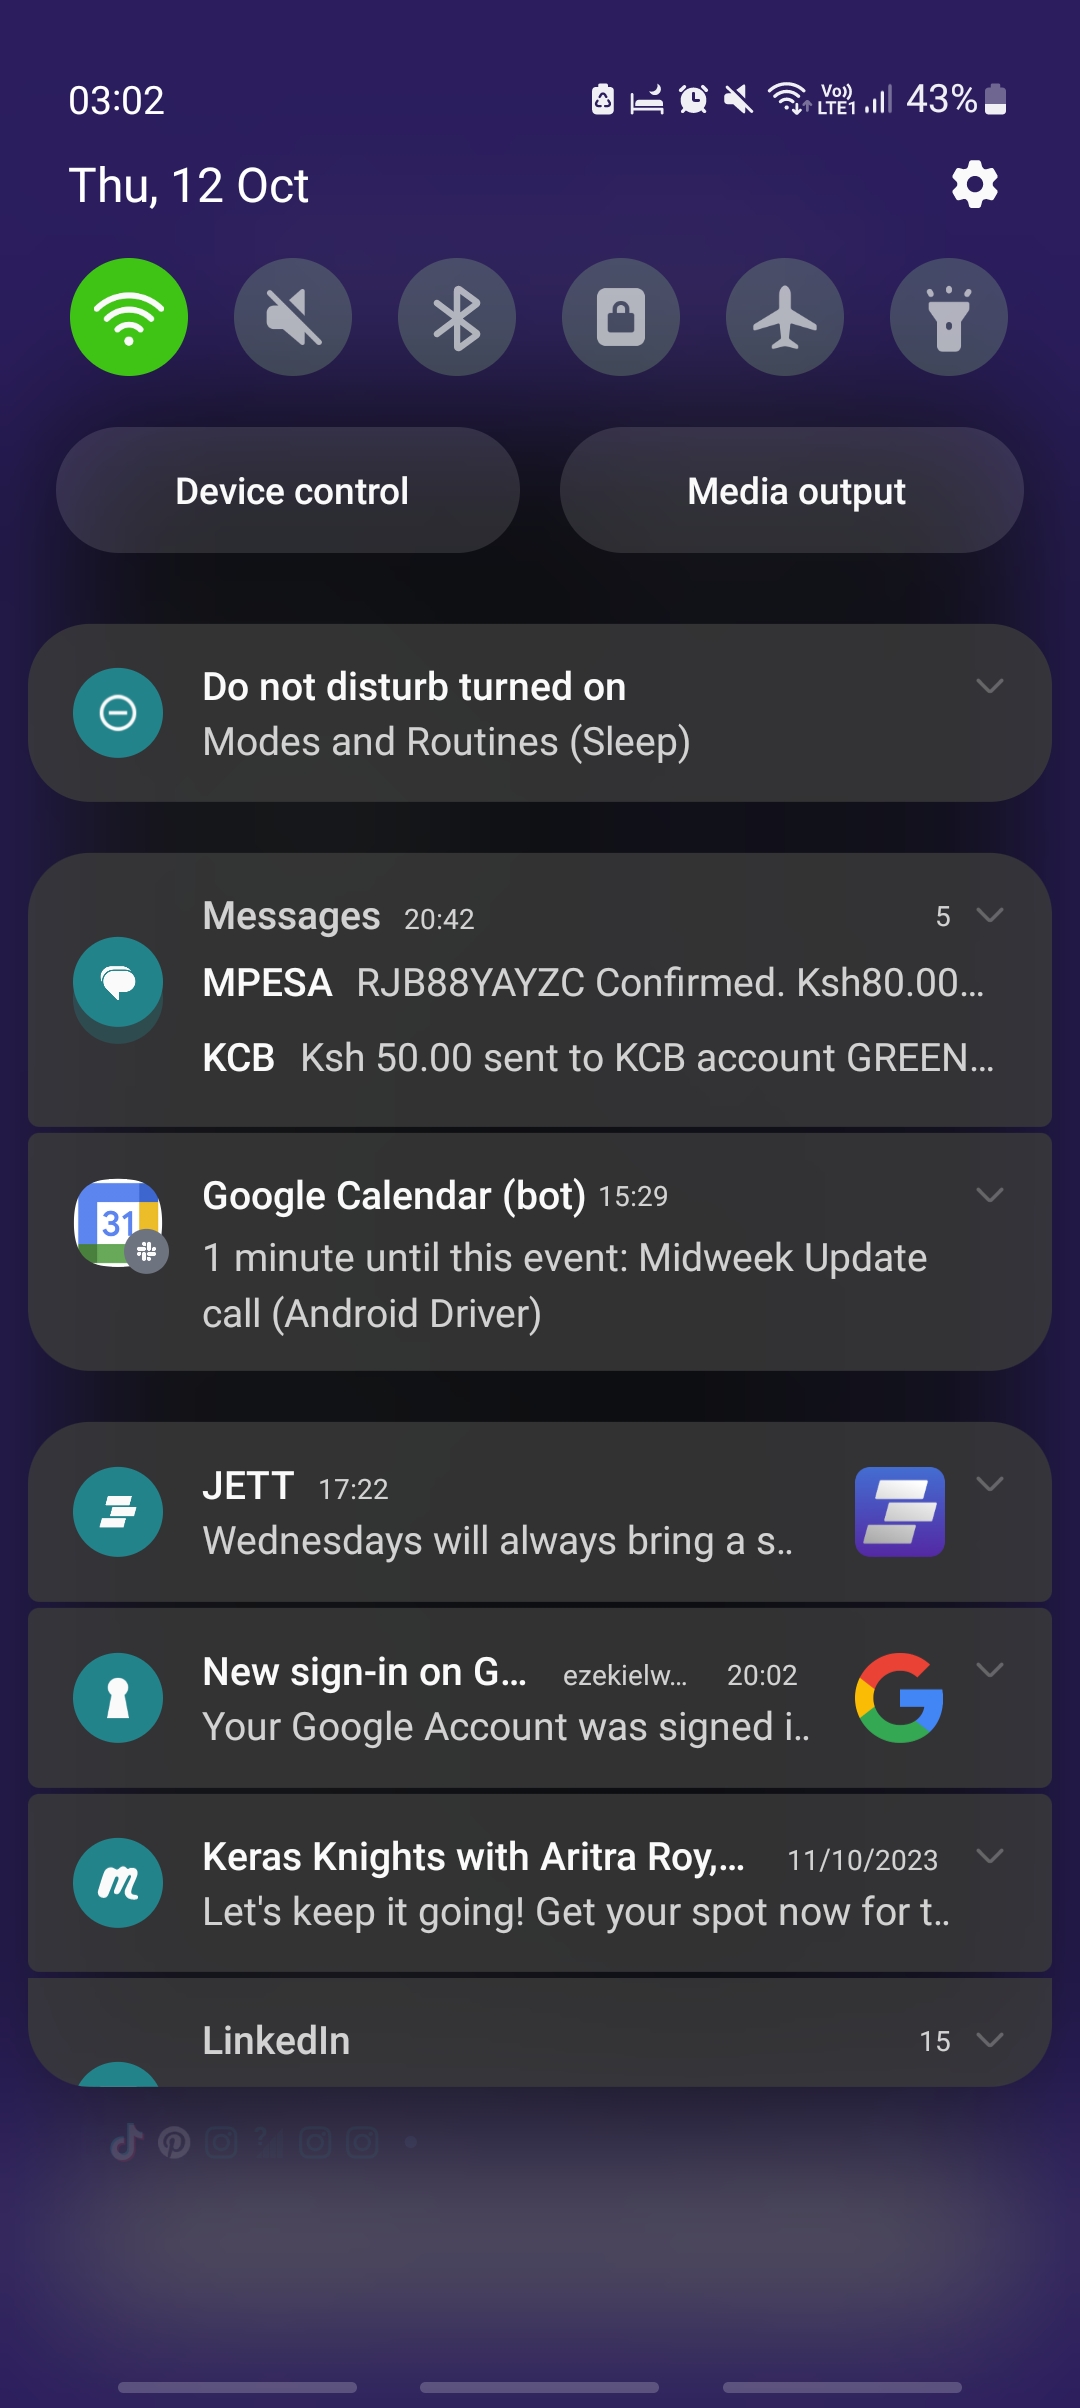 03:02 Vo)) LTE1 43%
Thu, 12 Oct
Device control Media output
Do not disturb turned on
Modes and Routines (Sleep)
Messages 20:42 5
MPESA RJB88YAYZC Confirmed. Ksh80.00...
KCB Ksh 50.00 sent to KCB account GREEN...
Google Calendar (bot) 15:29
31
1 minute until this event: Midweek Update
call (Android Driver)
JETT 17:22
Wednesdays will always bring a s..
New sign-in on G... ezekielw... 20:02
Your Google Account was signed i..
Keras Knights with Aritra Roy,... 11/10/2023
Let's keep it going! Get your spot now for t..
LinkedIn 15